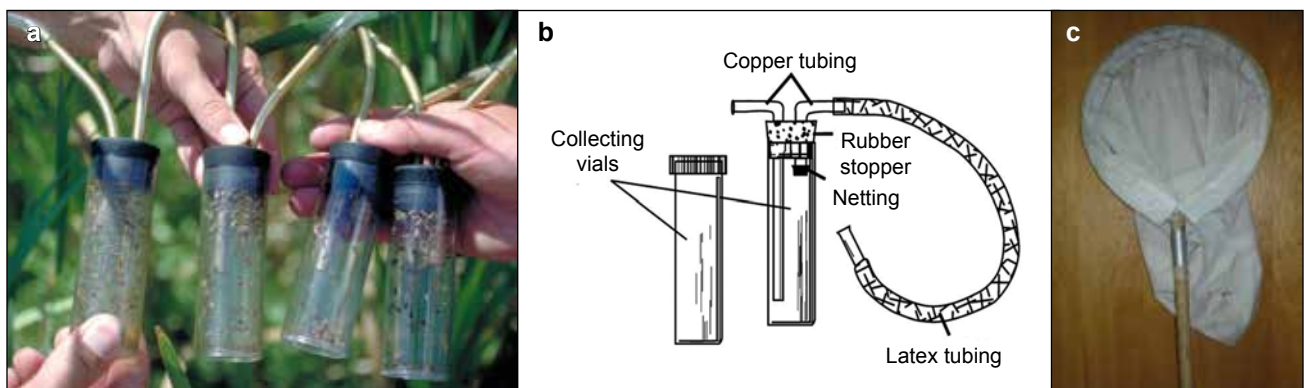 a
b
Copper tubing
Collecting
vials
Rubber
stopper
Netting
Latex tubing
c